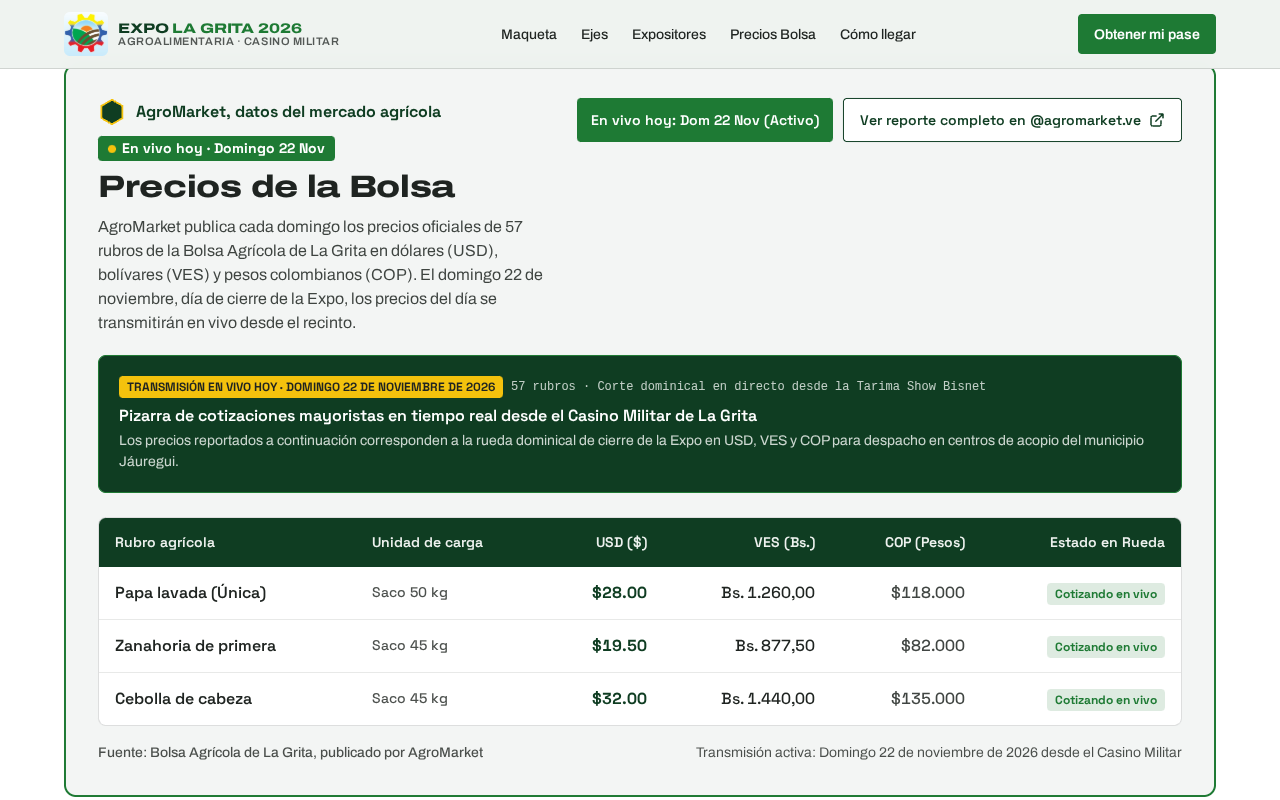 EXPO LA GRITA 2026
AGROALIMENTARIA · CASINO MILITAR
Maqueta
Ejes
Expositores
Precios Bolsa
Cómo llegar
Obtener mi pase
AgroMarket, datos del mercado agrícola
En vivo hoy · Domingo 22 Nov
Precios de la Bolsa
AgroMarket publica cada domingo los precios oficiales de 57
rubros de la Bolsa Agrícola de La Grita en dólares (USD),
bolívares (VES) y pesos colombianos (COP). El domingo 22 de
noviembre, día de cierre de la Expo, los precios del día se
transmitirán en vivo desde el recinto.
En vivo hoy: Dom 22 Nov (Activo)
Ver reporte completo en @agromarket.ve
TRANSMISIÓN EN VIVO HOY · DOMINGO 22 DE NOVIEMBRE DE 2026 57 rubros · Corte dominical en directo desde la Tarima Show Bisnet
Pizarra de cotizaciones mayoristas en tiempo real desde el Casino Militar de La Grita
Los precios reportados a continuación corresponden a la rueda dominical de cierre de la Expo en USD, VES y COP para despacho en centros de acopio del municipio
Jáuregui.
Rubro agrícola Unidad de carga USD ($) VES (Bs.) COP (Pesos) Estado en Rueda
Papa lavada (Única) Saco 50 kg $28.00 Bs. 1.260,00 $118.000 Cotizando en vivo
Zanahoria de primera Saco 45 kg $19.50 Bs. 877,50 $82.000 Cotizando en vivo
Cebolla de cabeza Saco 45 kg $32.00 Bs. 1.440,00 $135.000 Cotizando en vivo
Fuente: Bolsa Agrícola de La Grita, publicado por AgroMarket
Transmisión activa: Domingo 22 de noviembre de 2026 desde el Casino Militar